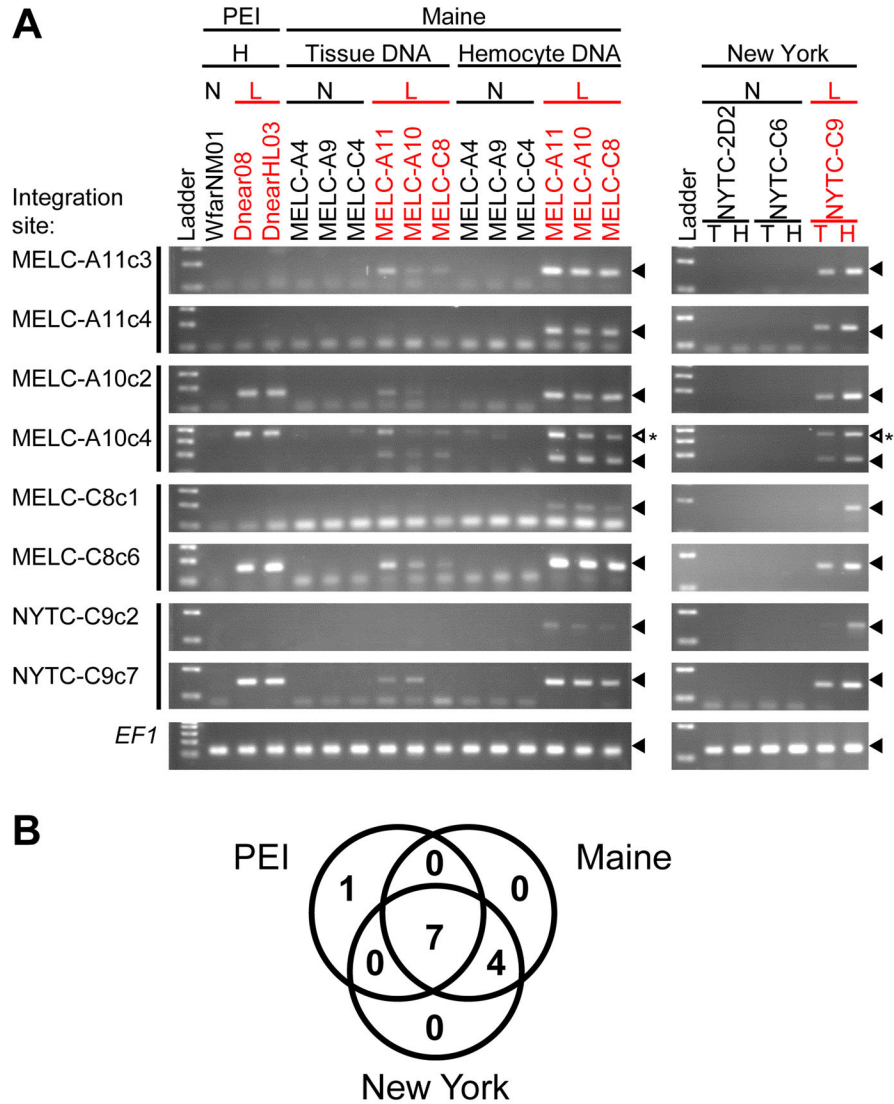 A
PEI Maine New York
H Tissue DNA Hemocyte DNA N L
N L N L N L
Ladder WfarNM01 Dnear08 DnearHL03 MELC-A4 MELC-A9 MELC-C4 MELC-A11 MELC-A10 MELC-C8 MELC-A4 MELC-A9 MELC-C4 MELC-A11 MELC-A10 MELC-C8 Ladder NYTC-2D2 NYTC-C6 NYTC-C9
Integration
site:
T H T H T H
MELC-A11c3
MELC-A11c4
MELC-A10c2
MELC-A10c4 * *
MELC-C8c1
MELC-C8c6
NYTC-C9c2
NYTC-C9c7
EF1
B
PEI Maine
1 0 0
7
0 4
0
New York